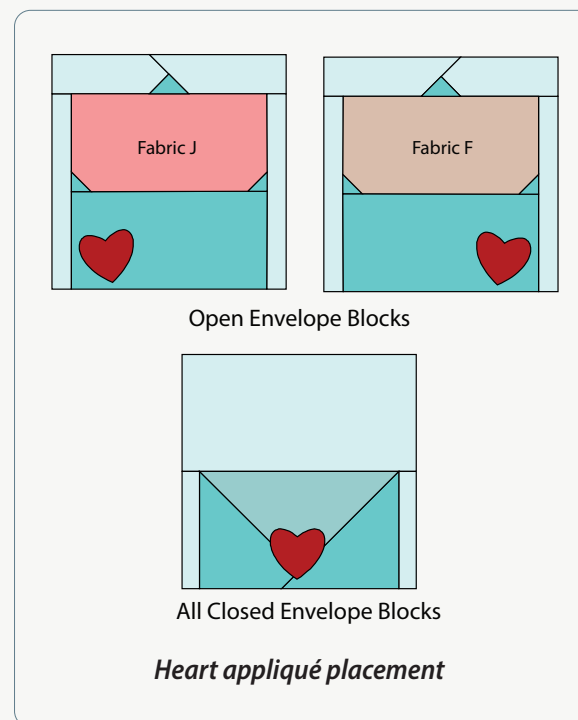 Fabric J
Fabric F
Open Envelope Blocks
All Closed Envelope Blocks
Heart appliqué placement